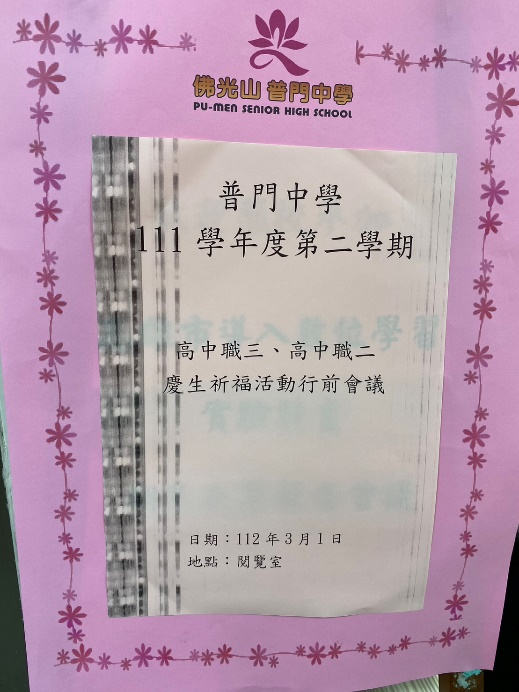 佛光山 普門中學
PU-MEN SENIOR HIGH SCHOOL
普門中學
111 學年度第二學期
高中職三、高中職二
慶生祈福活動行前會議
日期：112 年 3 月 1 日
地點：閱覽室